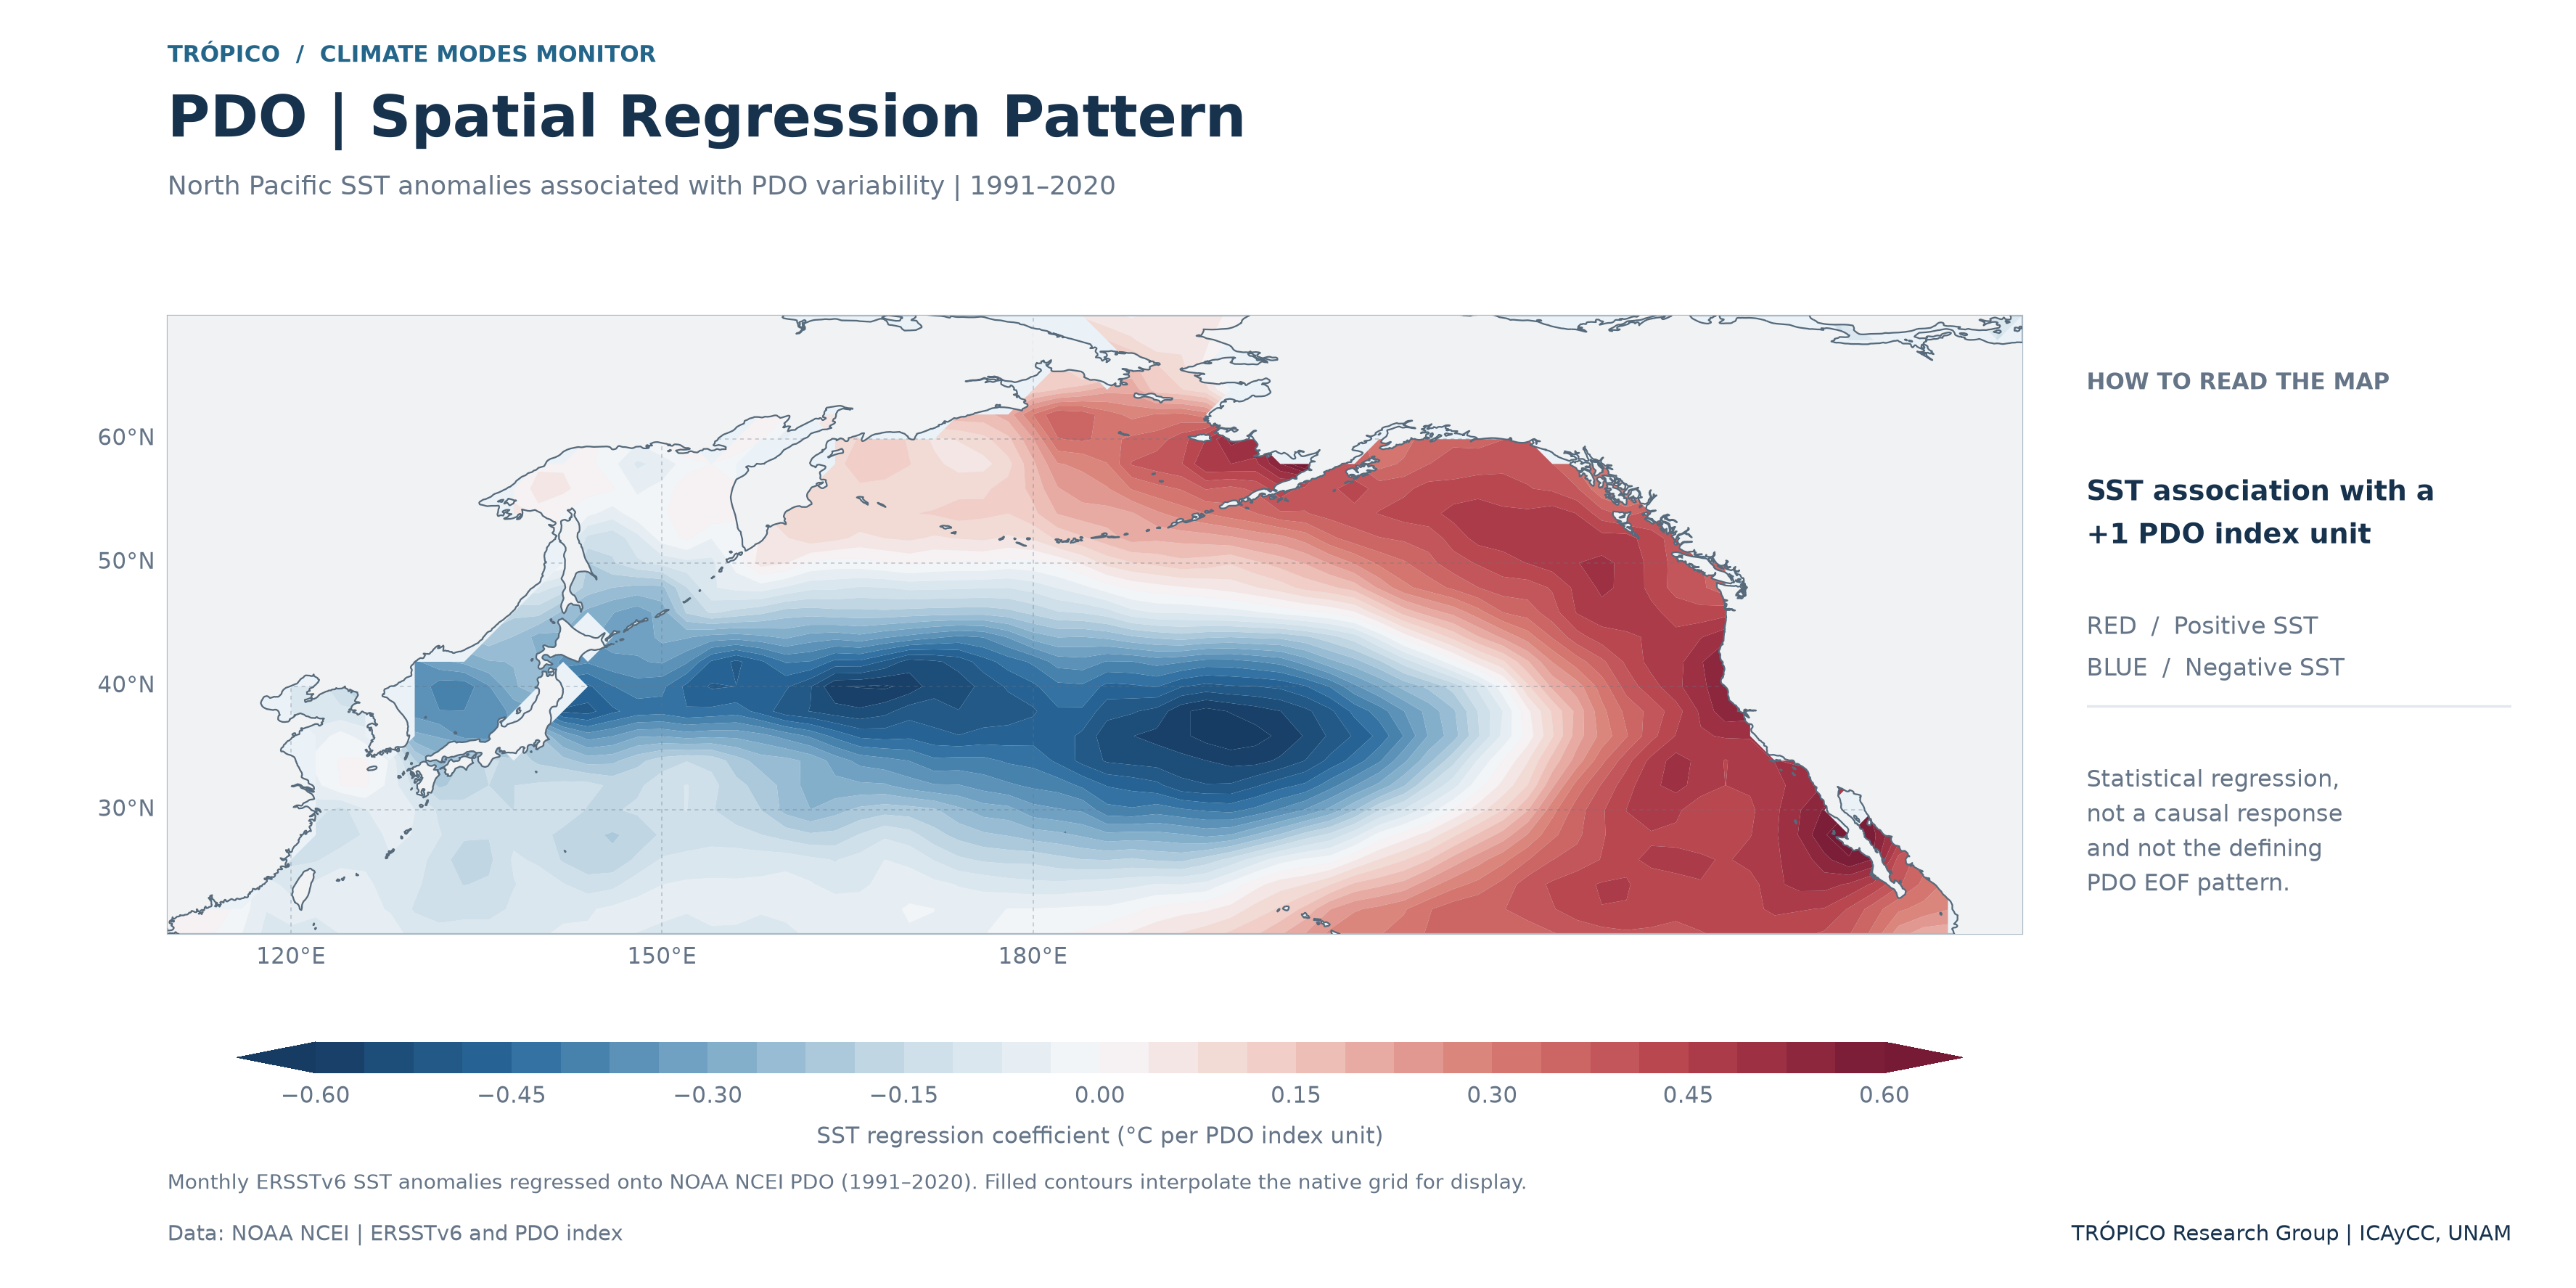 TRÓPICO / CLIMATE MODES MONITOR
PDO | Spatial Regression Pattern
North Pacific SST anomalies associated with PDO variability | 1991–2020
60°N
50°N
40°N
30°N
120°E
150°E
180°E
HOW TO READ THE MAP
SST association with a
+1 PDO index unit
RED / Positive SST
BLUE / Negative SST
Statistical regression,
not a causal response
and not the defining
PDO EOF pattern.
−0.60 −0.45 −0.30 −0.15 0.00 0.15 0.30 0.45 0.60
SST regression coefficient (°C per PDO index unit)
Monthly ERSSTv6 SST anomalies regressed onto NOAA NCEI PDO (1991–2020). Filled contours interpolate the native grid for display.
Data: NOAA NCEI | ERSSTv6 and PDO index
TRÓPICO Research Group | ICAyCC, UNAM